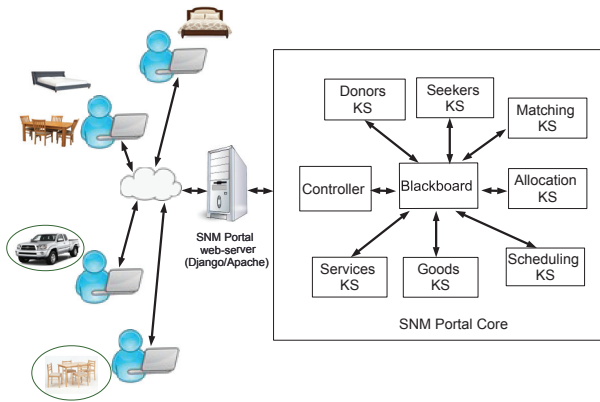 Donors
KS
Seekers
KS
Matching
KS
Controller
Blackboard
Allocation
KS
SNM Portal
web-server
(Django/Apache)
Services
KS
Goods
KS
Scheduling
KS
SNM Portal Core